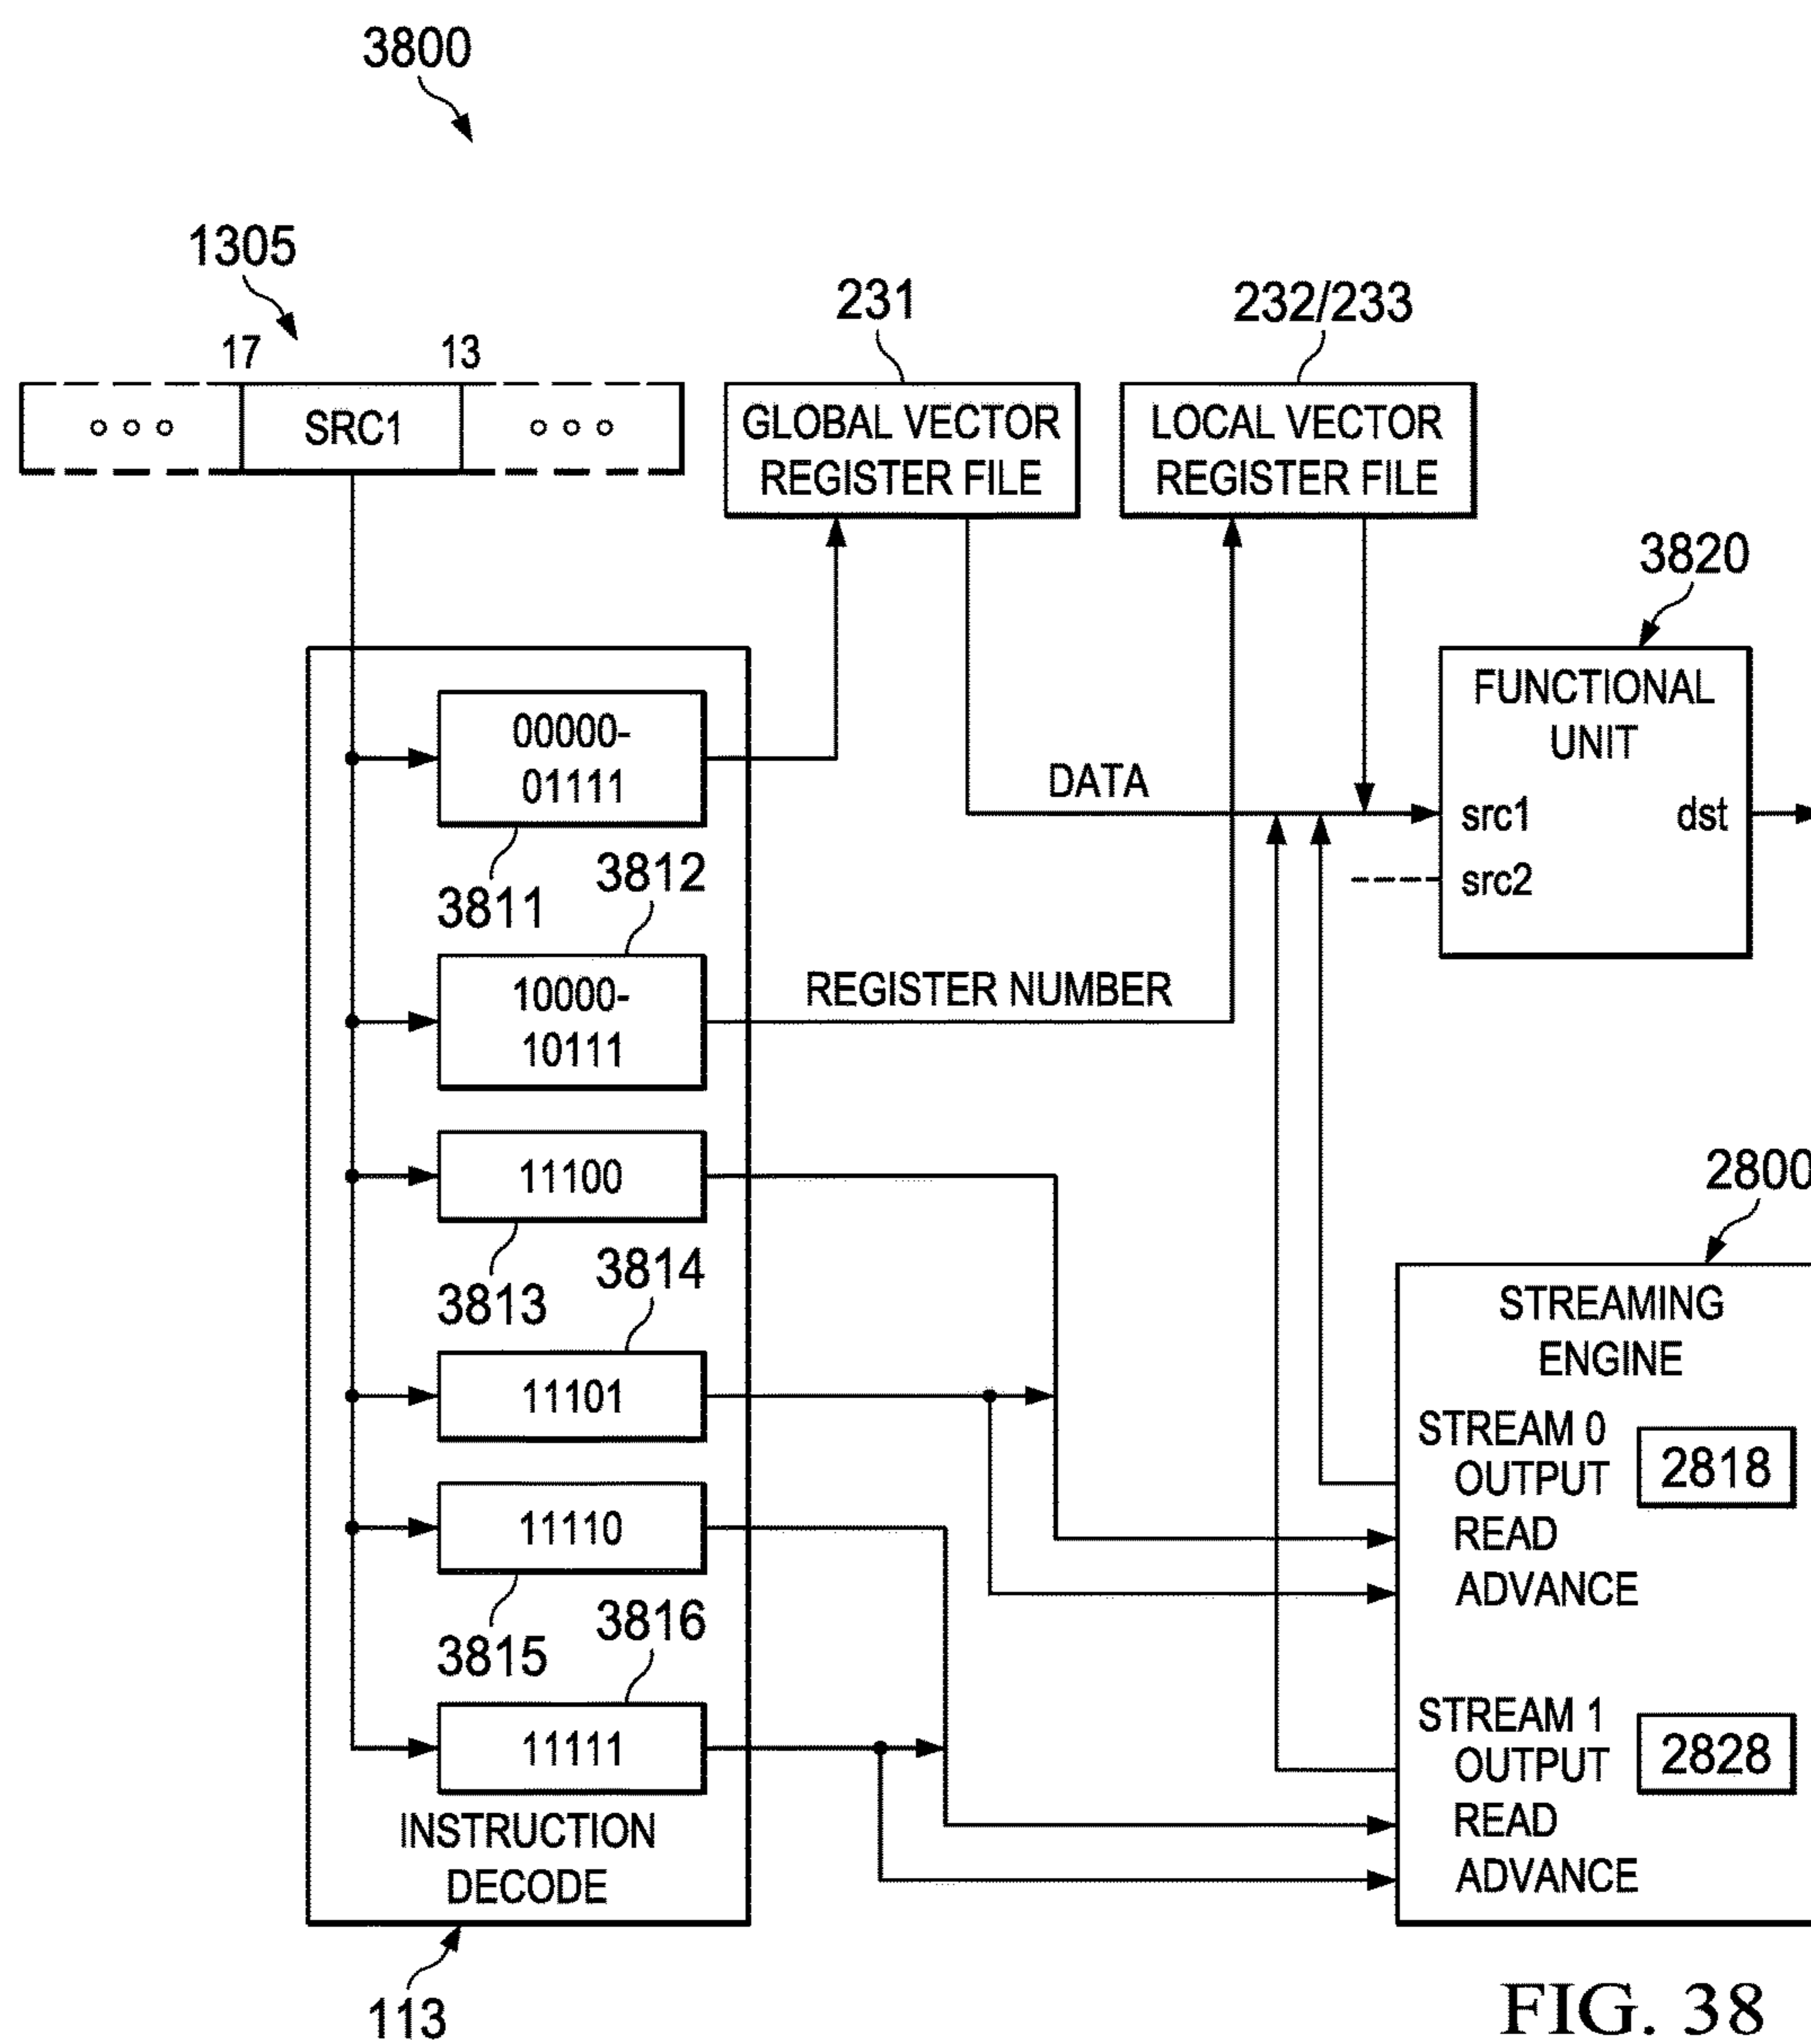 3800
1305
17
13
SRC1
231
GLOBAL VECTOR
REGISTER FILE
232/233
LOCAL VECTOR
REGISTER FILE
3820
FUNCTIONAL
UNIT
src1
dst
src2
DATA
00000-
01111
3811
3812
10000-
10111
REGISTER NUMBER
11100
3813
3814
11101
11110
3815
3816
11111
INSTRUCTION
DECODE
113
2800
STREAMING
ENGINE
STREAM 0
OUTPUT
2818
READ
ADVANCE
STREAM 1
OUTPUT
2828
READ
ADVANCE
FIG. 38